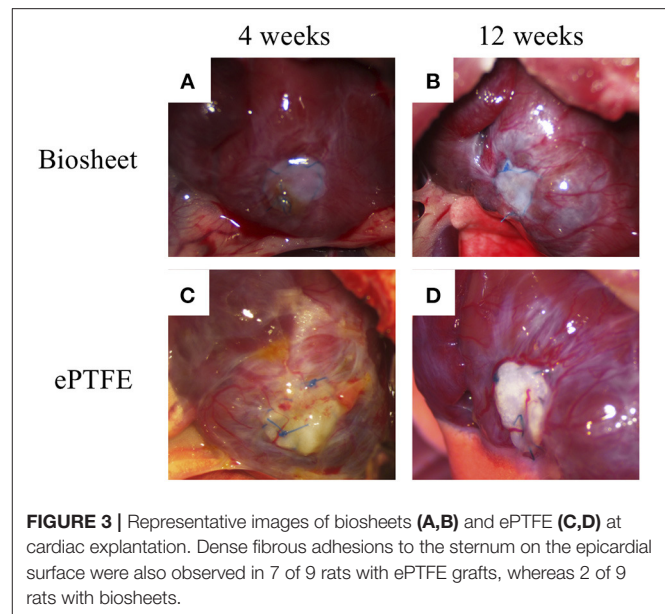 4 weeks 12 weeks
A B
Biosheet
C D
ePTFE
FIGURE 3 | Representative images of biosheets (A,B) and ePTFE (C,D) at
cardiac explantation. Dense fibrous adhesions to the sternum on the epicardial
surface were also observed in 7 of 9 rats with ePTFE grafts, whereas 2 of 9
rats with biosheets.